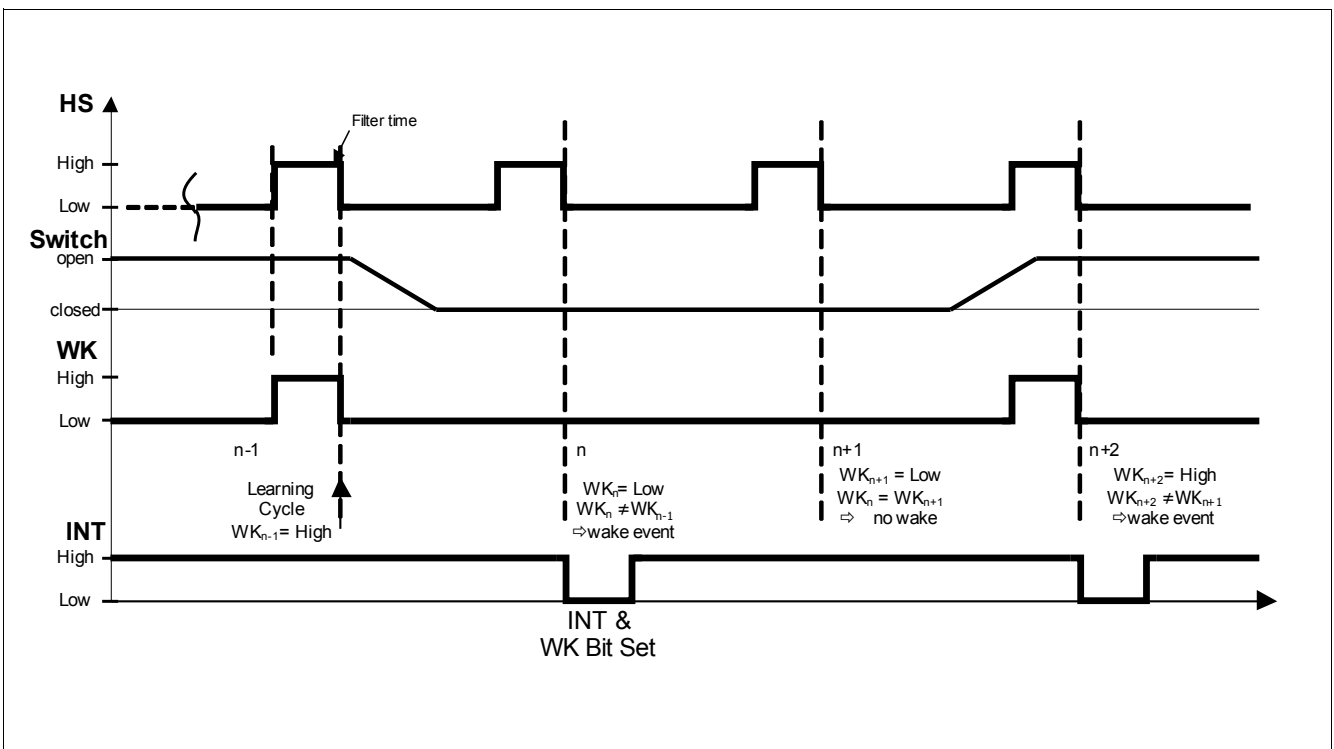 HS
Filter time
High
Low
Switch
open
closed
WK
High
Low
n-1
n
n+1
n+2
Learning
Cycle
WKn-1= High
WKn= Low
WKn ≠WKn-1
⇨wake event
WKn+1 = Low
WKn = WKn+1
⇨ no wake
WKn+2= High
WKn+2 ≠WKn+1
⇨wake event
INT
High
Low
INT &
WK Bit Set